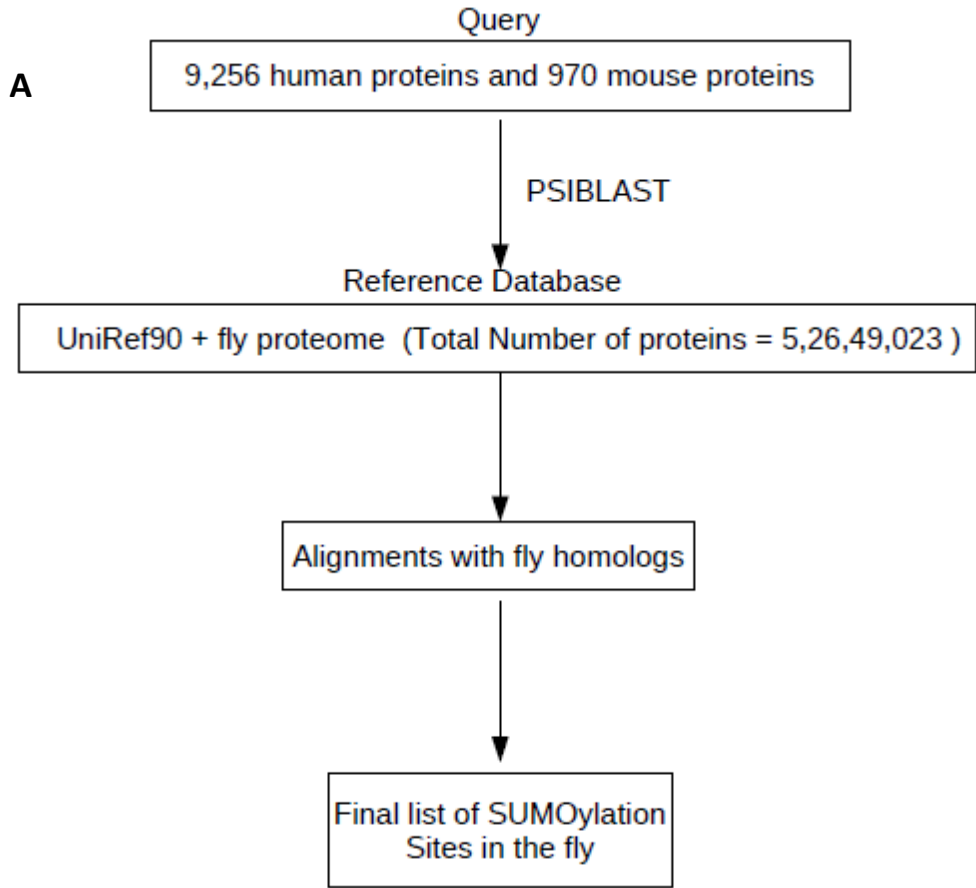 Query
A
9,256 human proteins and 970 mouse proteins
PSIBLAST
Reference Database
UniRef90 + fly proteome (Total Number of proteins = 5,26,49,023 )
Alignments with fly homologs
Final list of SUMOylation
Sites in the fly